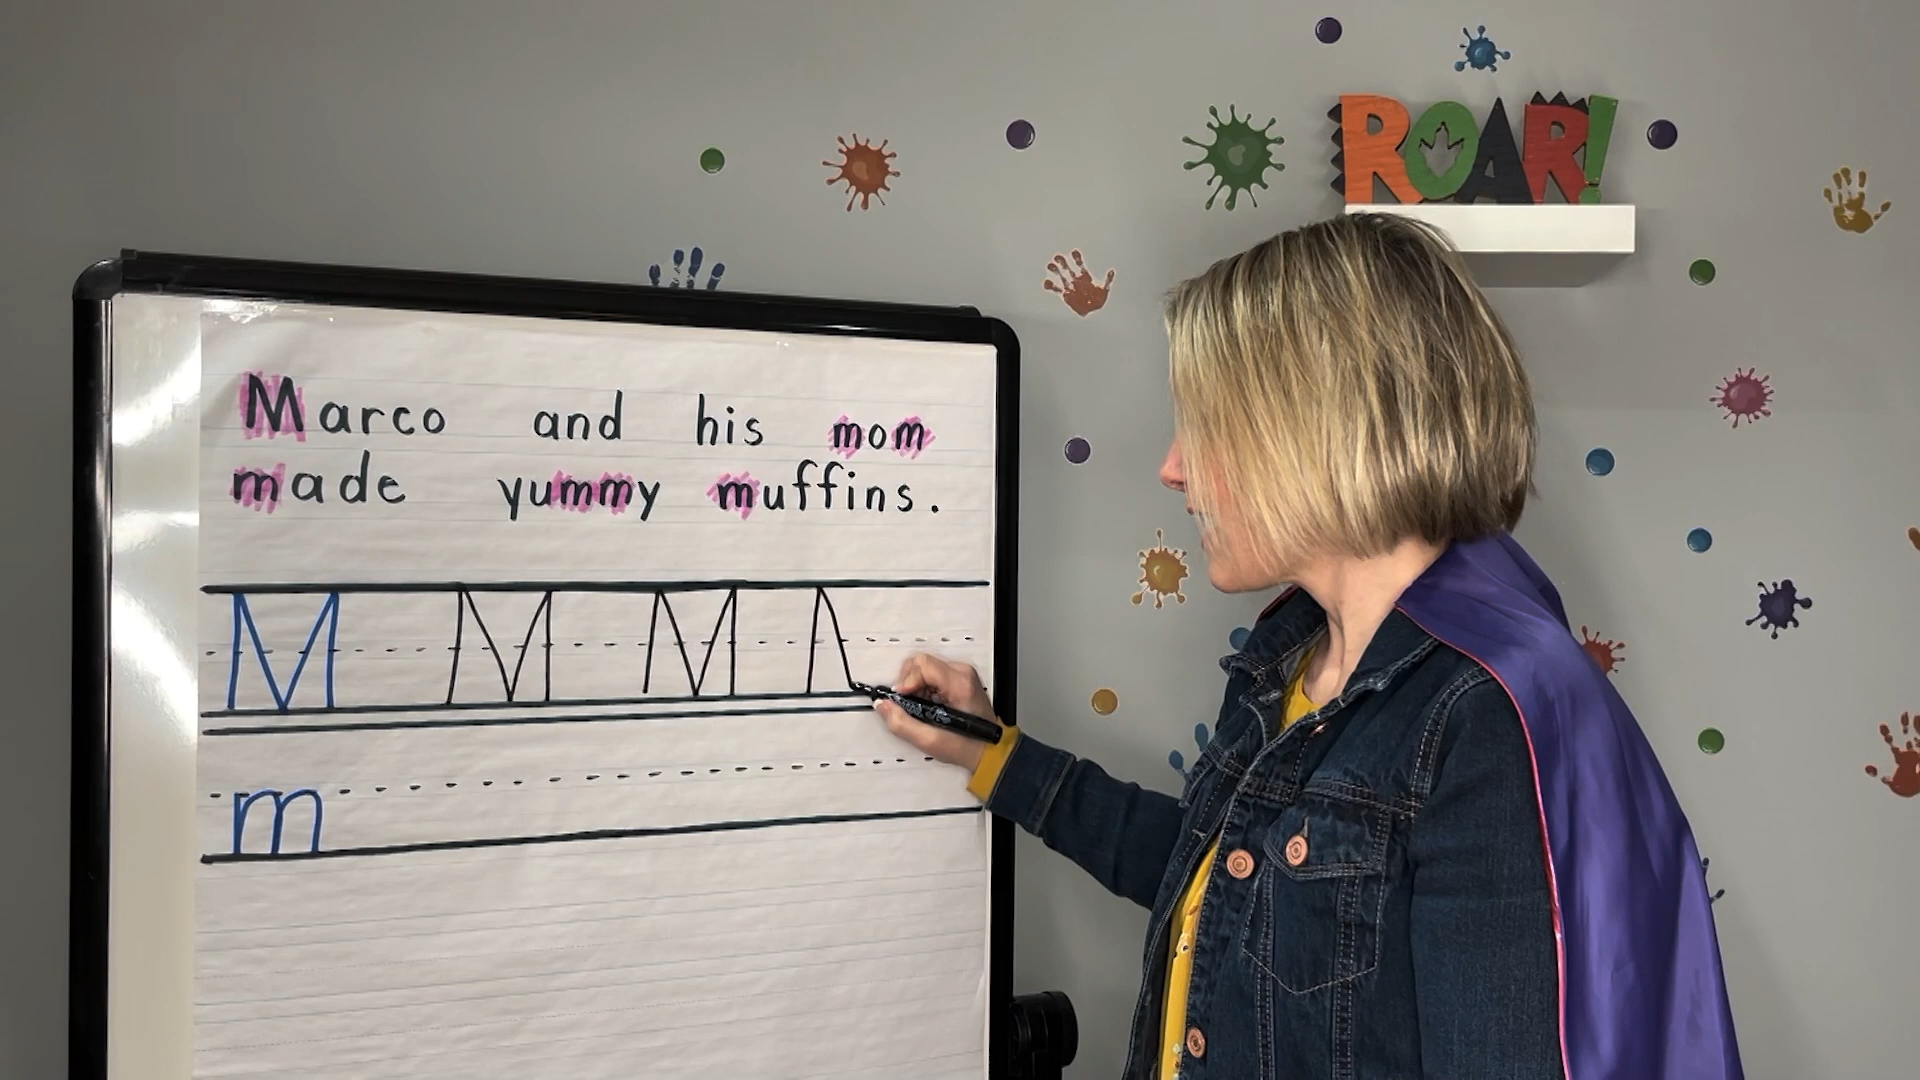 ROAR!
Marco and his mom
made yummy muffins.
M M M
m